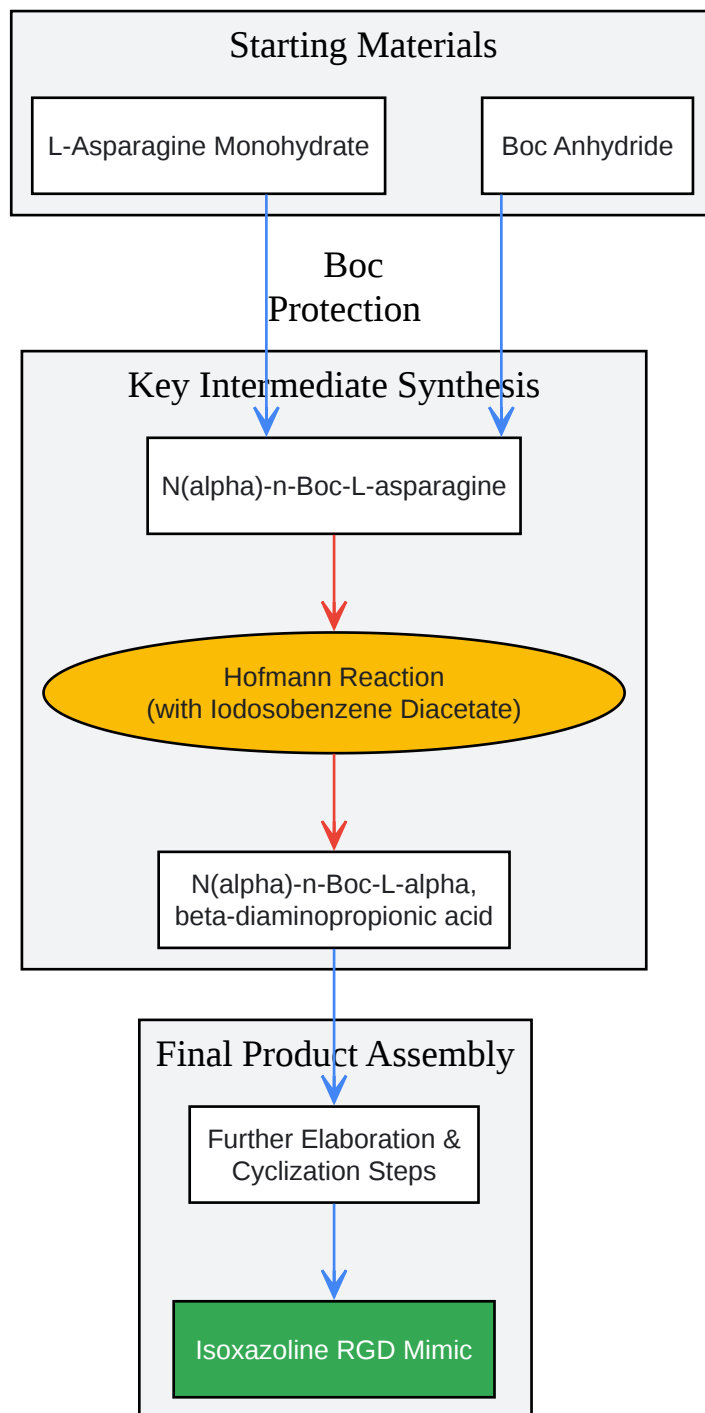 Starting Materials
L-Asparagine Monohydrate
Boc Anhydride
Boc
Protection
Key Intermediate Synthesis
N(alpha)-n-Boc-L-asparagine
Hofmann Reaction
(with Iodosobenzene Diacetate)
N(alpha)-n-Boc-L-alpha,
beta-diaminopropionic acid
Final Product Assembly
Further Elaboration &
Cyclization Steps
Isoxazoline RGD Mimic